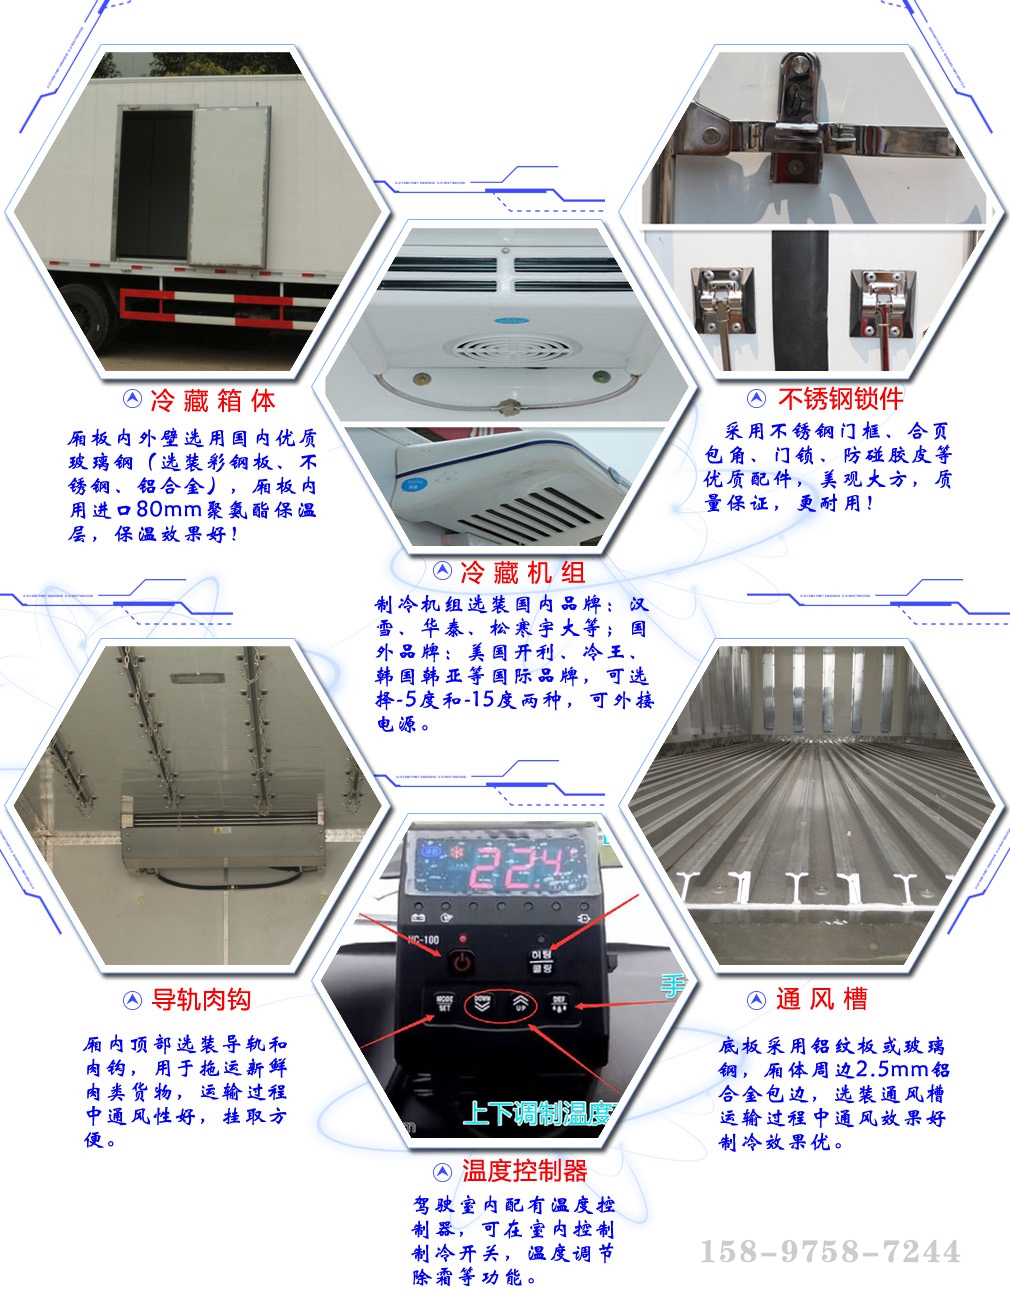 冷藏箱体
厢板内外壁选用国内优质
玻璃钢（选装彩钢板、不
锈钢、铝合金），厢板内
用进口80mm聚氨酯保温
层，保温效果好！
不锈钢锁件
采用不锈钢门框、合页
包角、门锁、防碰胶皮等
优质配件，美观大方，质
量保证，更耐用！
冷藏机组
制冷机组选装国内品牌：汉
雪、华泰、松寒宇大等；国
外品牌：美国开利、冷王、
韩国韩亚等国际品牌，可选
择-5度和-15度两种，可外接
电源。
导轨肉钩
厢内顶部选装导轨和
肉钩，用于拖运新鲜
肉类货物，运输过程
中通风性好，挂取方
便。
通风槽
底板采用铝纹板或玻璃
钢，厢体周边2.5mm铝
合金包边，选装通风槽
运输过程中通风效果好
制冷效果优。
22.4°
HC-100
히팅
쿨링
MODE
SET
DOWN
UP
DEF
手
上下调制温度
m
温度控制器
驾驶室内配有温度控
制器，可在室内控制
制冷开关，温度调节
除霜等功能。
158-9758-7244